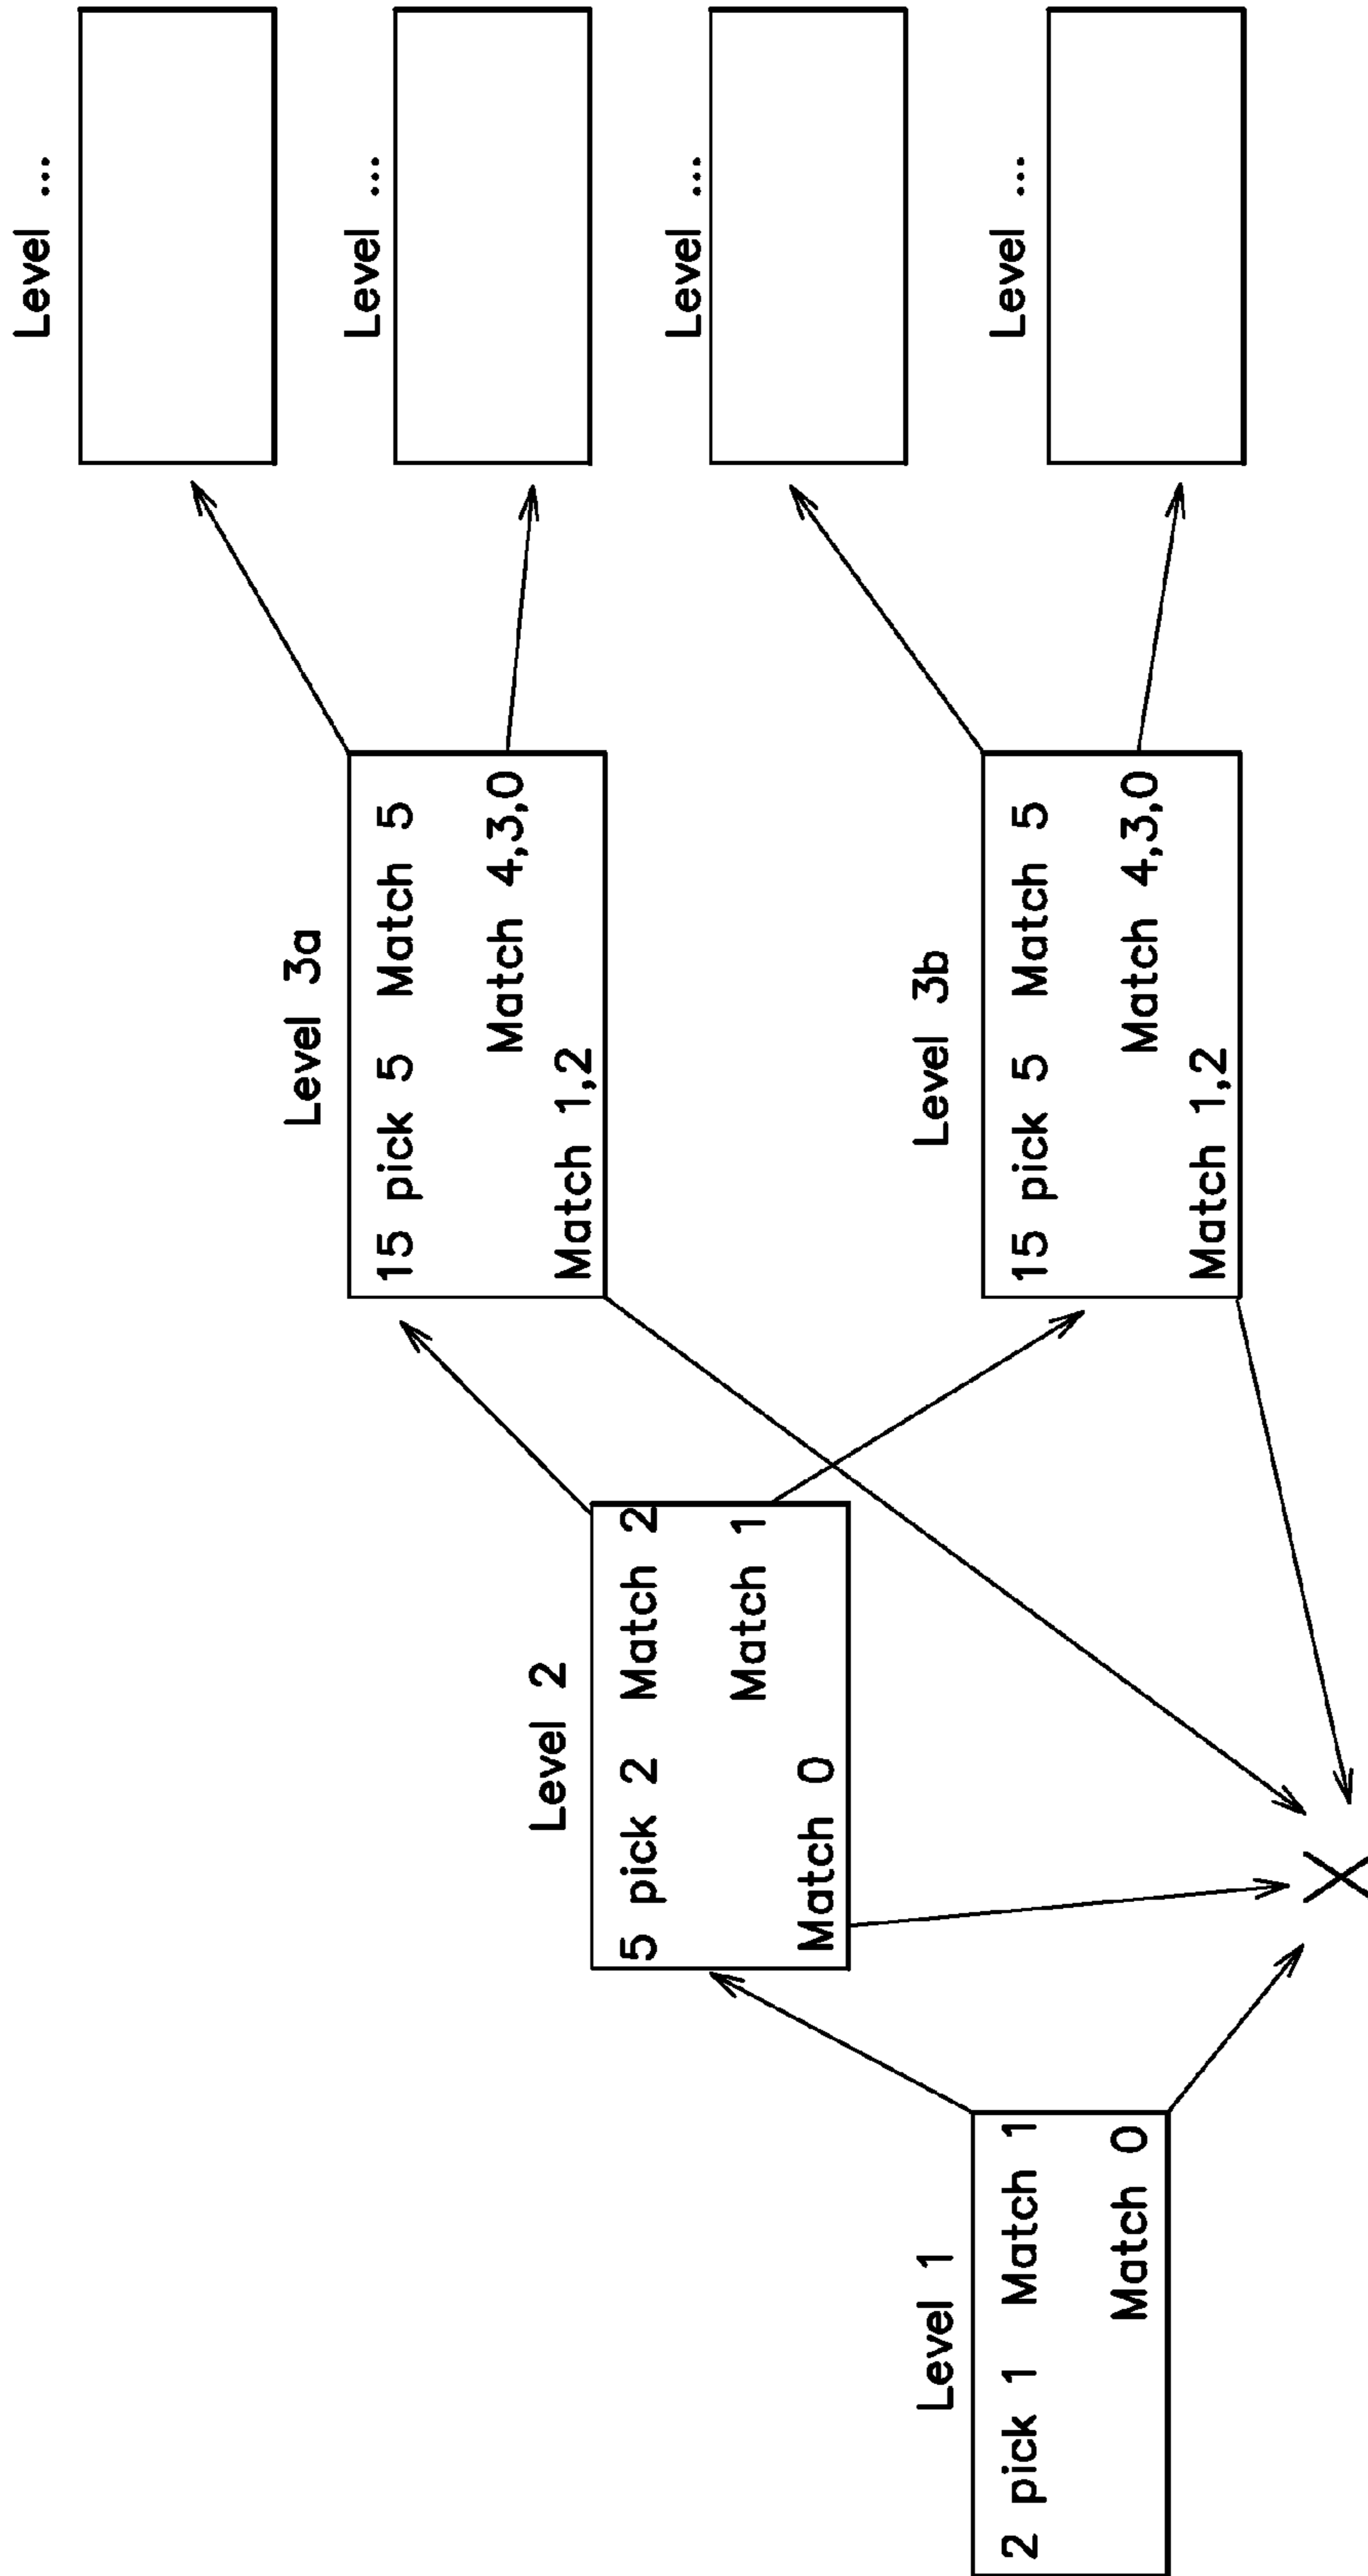 Level 1
2 pick 1 Match 1
Match 0
Level 2
5 pick 2 Match 2
Match 1
Match 0
Level 3a
15 pick 5 Match 5
Match 4,3,0
Match 1,2
Level 3b
15 pick 5 Match 5
Match 4,3,0
Match 1,2
Level ...
Level ...
Level ...
Level ...
X